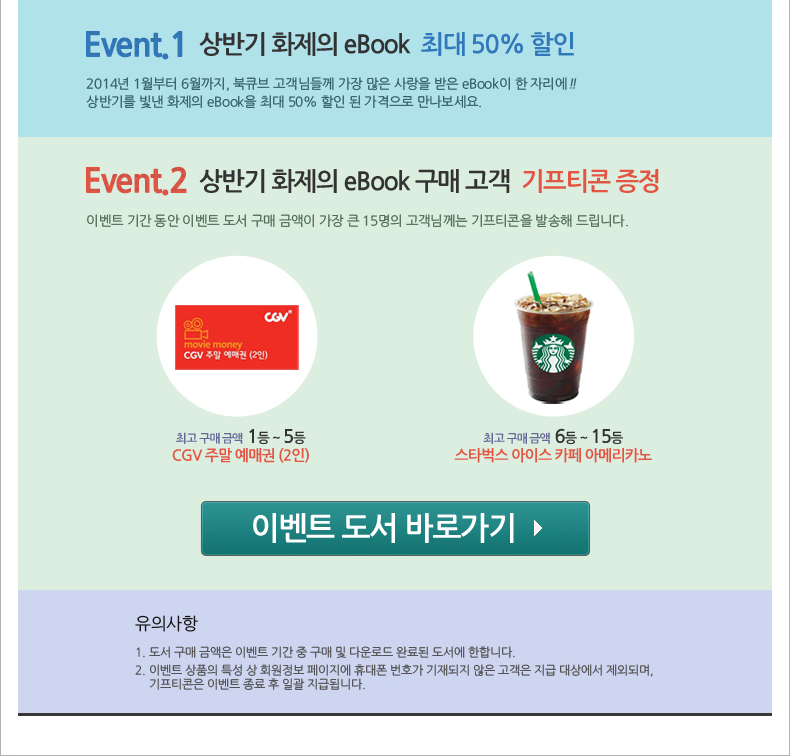 Event.1 상반기 화제의 eBook 최대 50% 할인
2014년 1월부터 6월까지, 북큐브 고객님들께 가장 많은 사랑을 받은 eBook이 한 자리에!!
상반기를 빛낸 화제의 eBook을 최대 50% 할인 된 가격으로 만나보세요.
Event.2 상반기 화제의 eBook 구매 고객 기프티콘 증정
이벤트 기간 동안 이벤트 도서 구매 금액이 가장 큰 15명의 고객님께는 기프티콘을 발송해 드립니다.
CGV
movie money
CGV 주말 예매권 (2인)
최고 구매 금액 1등 ~ 5등
CGV 주말 예매권 (2인)
최고 구매 금액 6등 ~ 15등
스타벅스 아이스 카페 아메리카노
이벤트 도서 바로가기
유의사항
1. 도서 구매 금액은 이벤트 기간 중 구매 및 다운로드 완료된 도서에 한합니다.
2. 이벤트 상품의 특성 상 회원정보 페이지에 휴대폰 번호가 기재되지 않은 고객은 지급 대상에서 제외되며,
기프티콘은 이벤트 종료 후 일괄 지급됩니다.